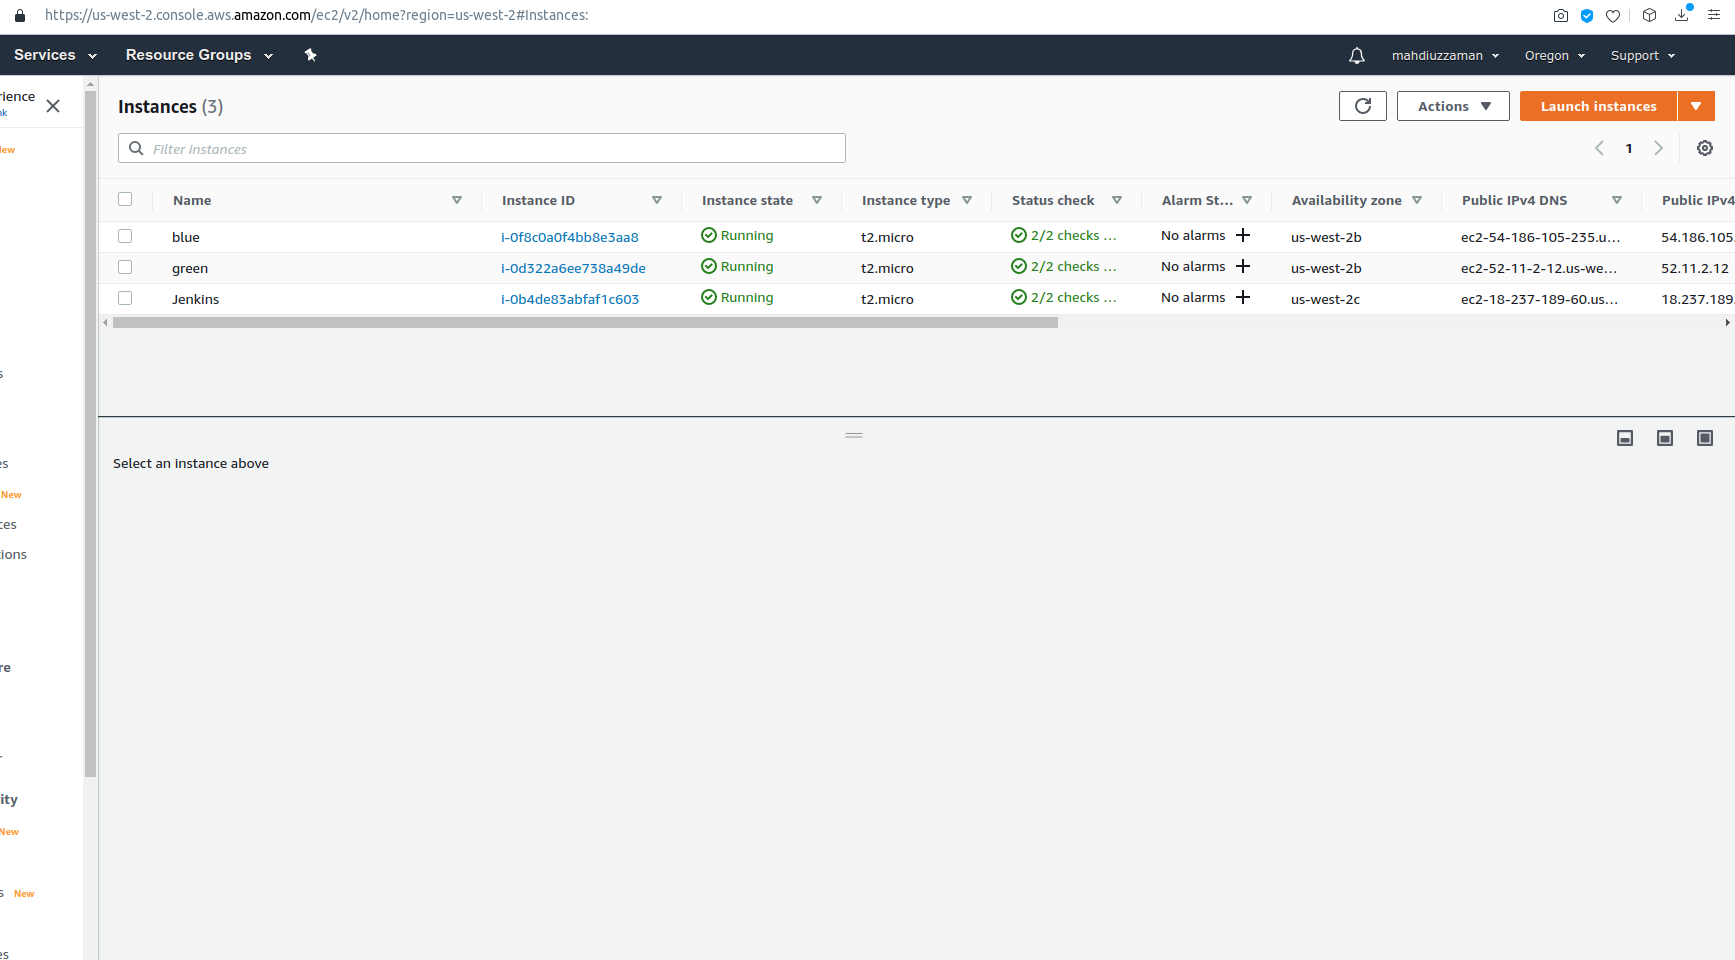 https://us-west-2.console.aws.amazon.com/ec2/v2/home?region=us-west-2#Instances:
Services Resource Groups mahdiuzzaman Oregon Support
rience
nk
Instances (3) Actions Launch instances
Filter instances 1
New
Name Instance ID Instance state Instance type Status check Alarm St... Availability zone Public IPv4 DNS Public IPv4
blue i-0f8c0a0f4bb8e3aa8 Running t2.micro 2/2 checks ... No alarms us-west-2b ec2-54-186-105-235.u... 54.186.105.
green i-0d322a6ee738a49de Running t2.micro 2/2 checks ... No alarms us-west-2b ec2-52-11-2-12.us-we... 52.11.2.12
Jenkins i-0b4de83abfaf1c603 Running t2.micro 2/2 checks ... No alarms us-west-2c ec2-18-237-189-60.us... 18.237.189.
s
Select an instance above
es
New
ces
tions
re
r
ity
New
s New
es